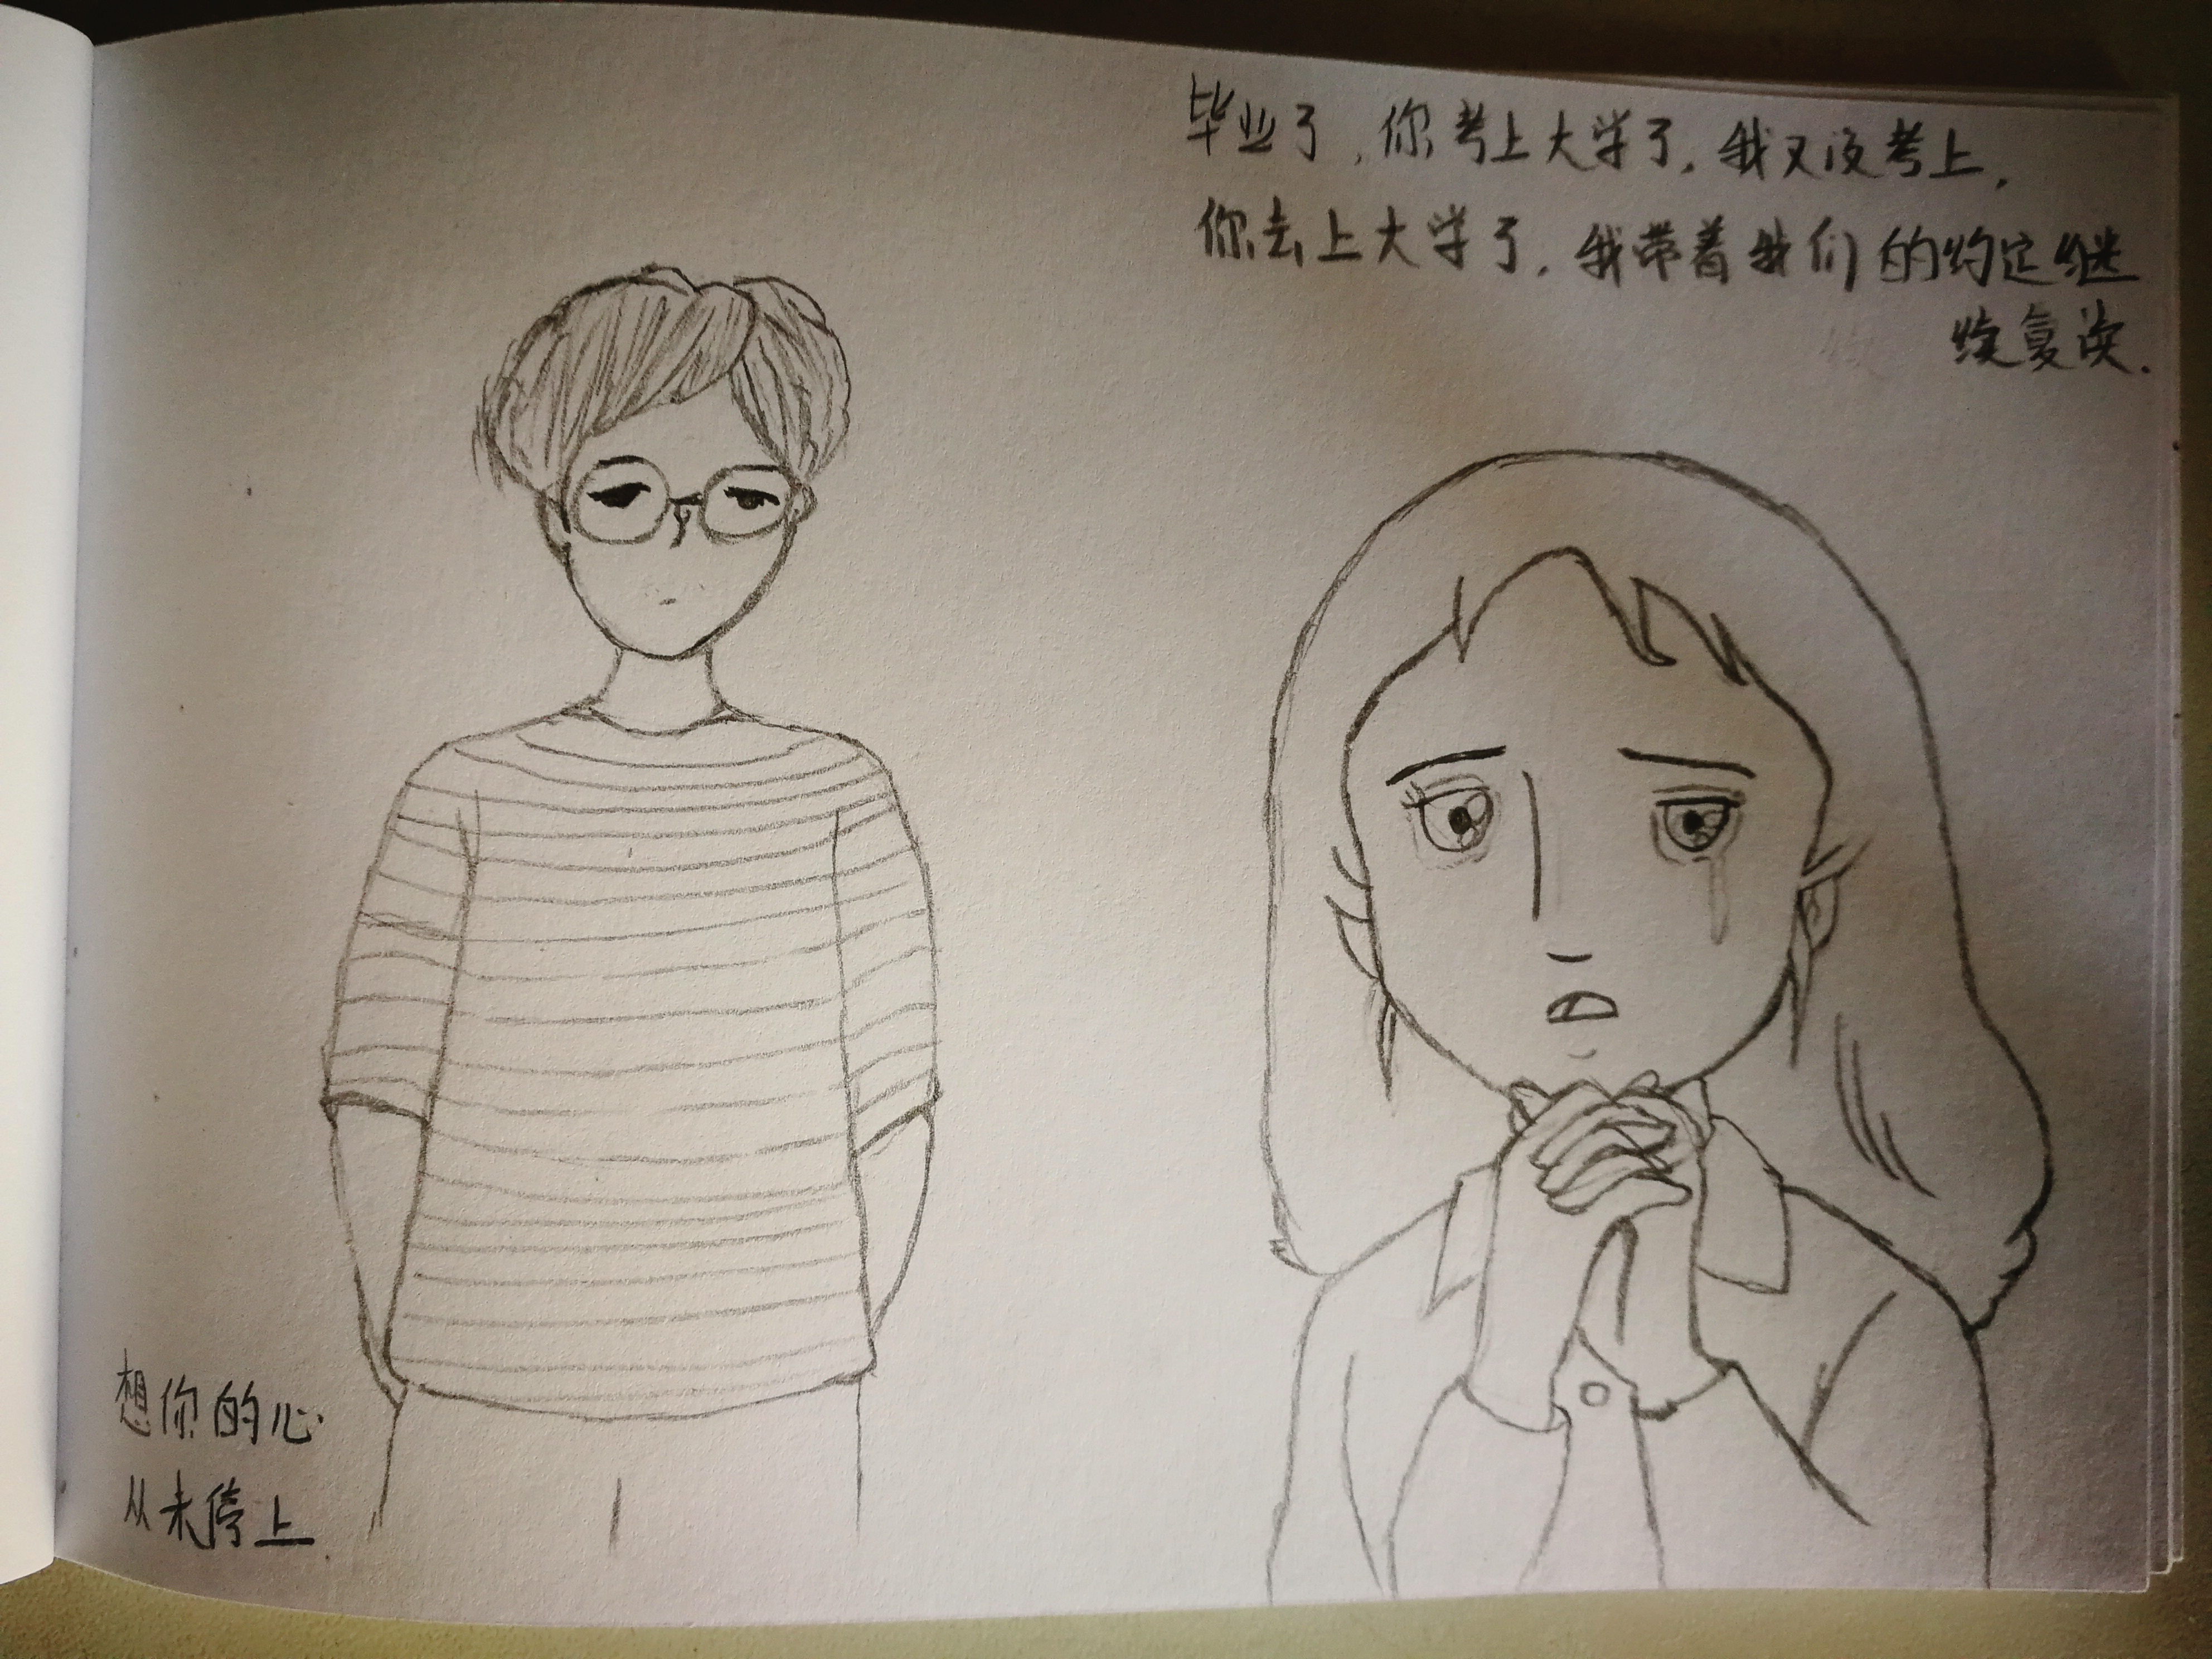 毕业了,你考上大学了,我又没考上,
你去上大学了,我带着我们的约定继
续复读.
想你的心
从未停上